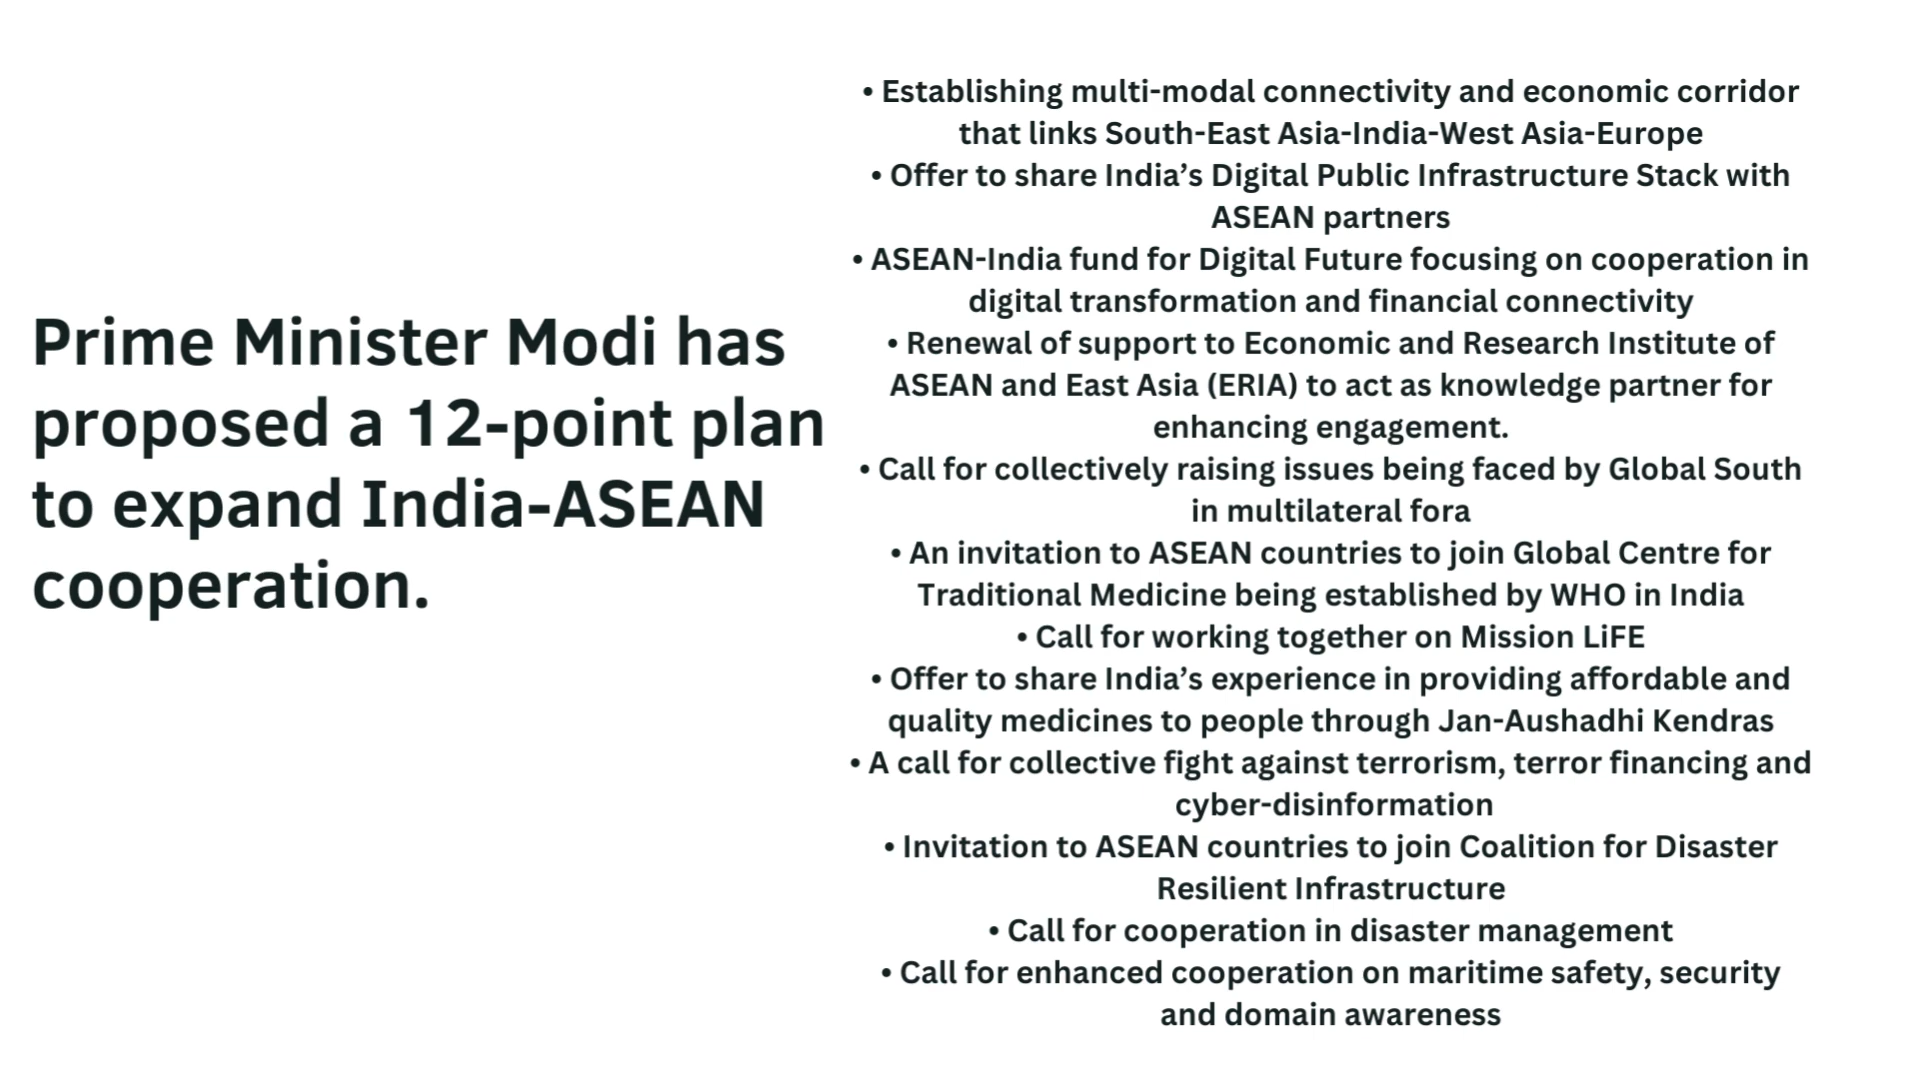 Prime Minister Modi has
proposed a 12-point plan
to expand India-ASEAN
cooperation.
• Establishing multi-modal connectivity and economic corridor
that links South-East Asia-India-West Asia-Europe
• Offer to share India’s Digital Public Infrastructure Stack with
ASEAN partners
• ASEAN-India fund for Digital Future focusing on cooperation in
digital transformation and financial connectivity
• Renewal of support to Economic and Research Institute of
ASEAN and East Asia (ERIA) to act as knowledge partner for
enhancing engagement.
• Call for collectively raising issues being faced by Global South
in multilateral fora
• An invitation to ASEAN countries to join Global Centre for
Traditional Medicine being established by WHO in India
• Call for working together on Mission LiFE
• Offer to share India’s experience in providing affordable and
quality medicines to people through Jan-Aushadhi Kendras
• A call for collective fight against terrorism, terror financing and
cyber-disinformation
• Invitation to ASEAN countries to join Coalition for Disaster
Resilient Infrastructure
• Call for cooperation in disaster management
• Call for enhanced cooperation on maritime safety, security
and domain awareness